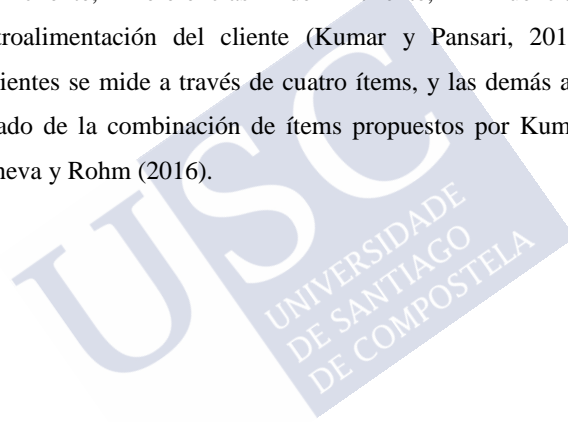 troalimentación del cliente (Kumar y Pansari, 201
ientes se mide a través de cuatro ítems, y las demás a
ado de la combinación de ítems propuestos por Kum
neva y Rohm (2016).
USC
UNIVERSIDADE
DE SANTIAGO
DE COMPOSTELA